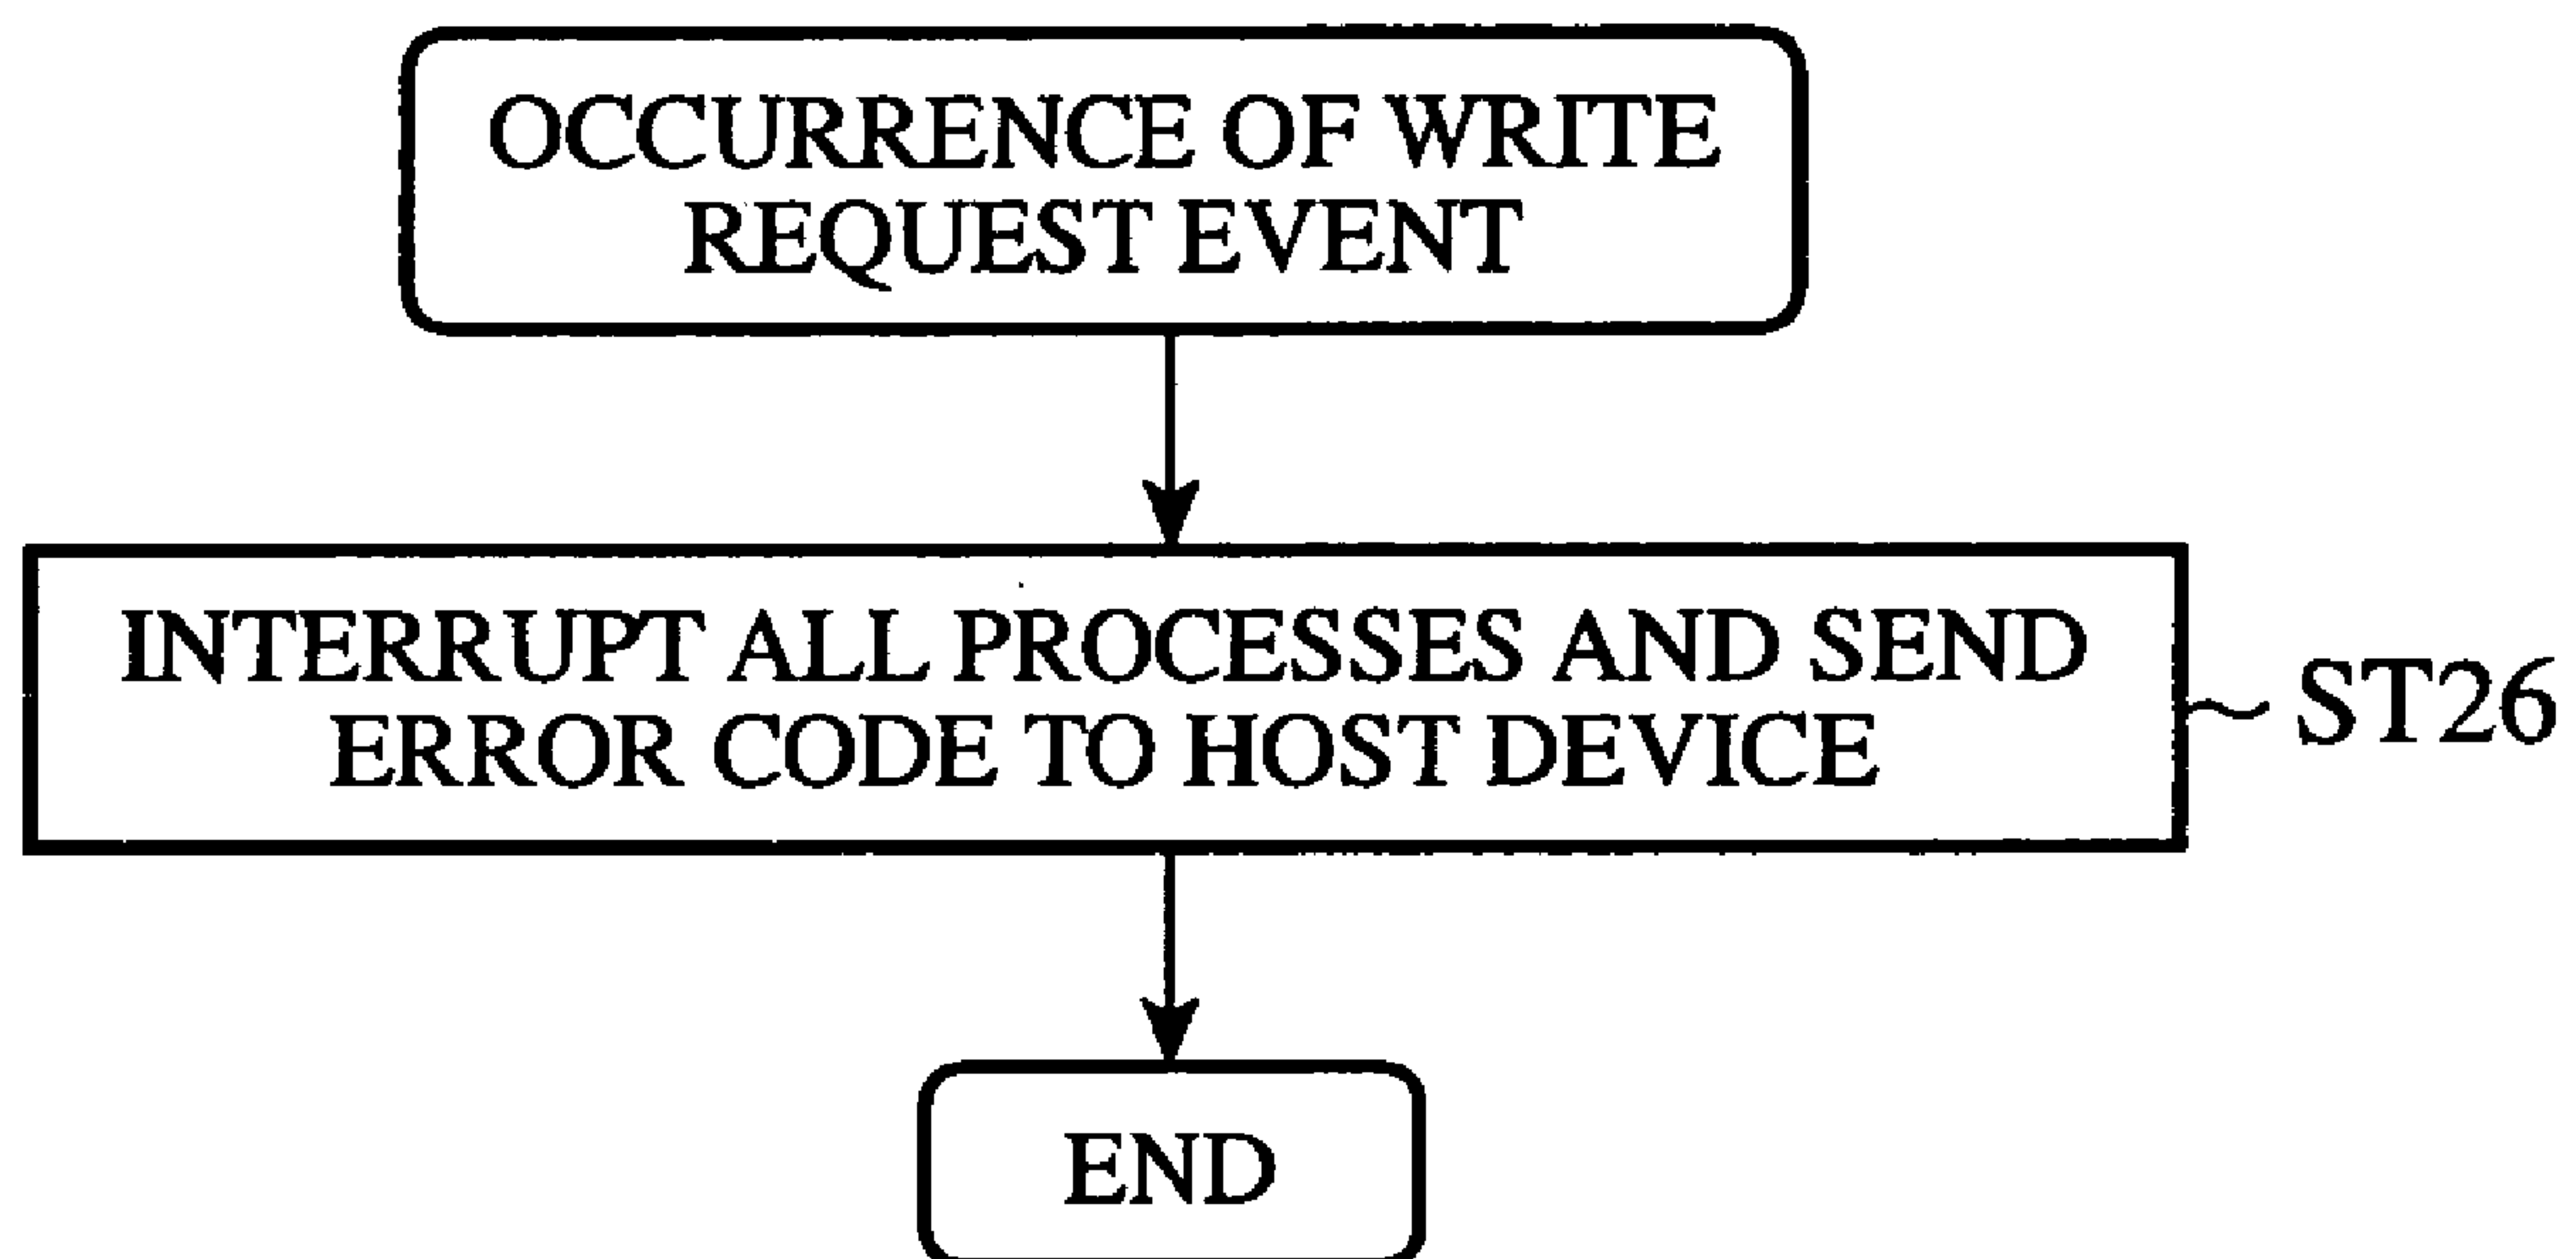 OCCURRENCE OF WRITE
REQUEST EVENT
INTERRUPT ALL PROCESSES AND SEND
ERROR CODE TO HOST DEVICE
ST26
END